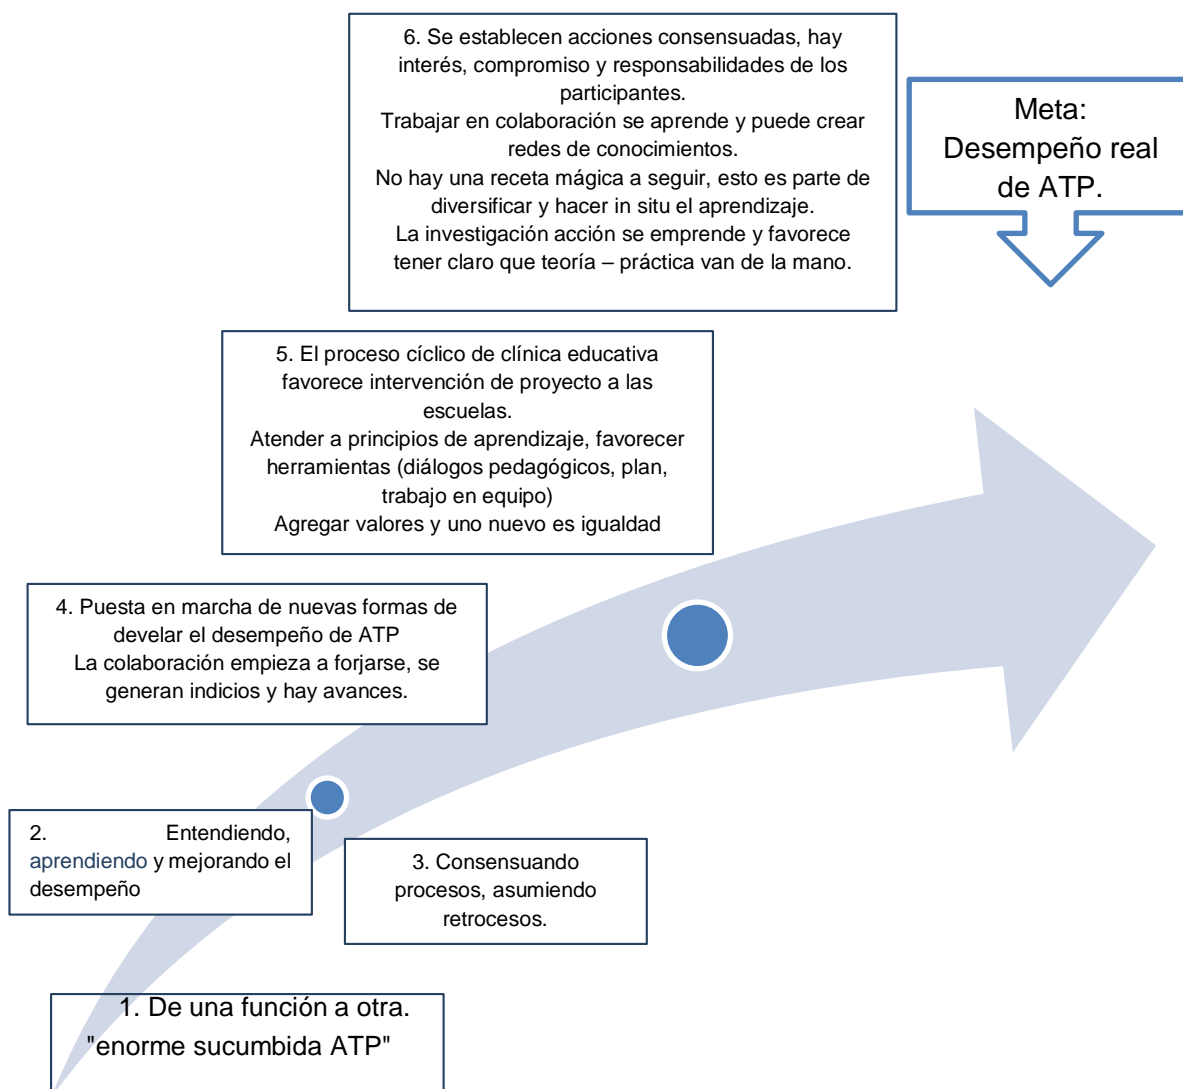 6. Se establecen acciones consensuadas, hay
interés, compromiso y responsabilidades de los
participantes.
Trabajar en colaboración se aprende y puede crear
redes de conocimientos.
No hay una receta mágica a seguir, esto es parte de
diversificar y hacer in situ el aprendizaje.
La investigación acción se emprende y favorece
tener claro que teoría – práctica van de la mano.
Meta:
Desempeño real
de ATP.
5. El proceso cíclico de clínica educativa
favorece intervención de proyecto a las
escuelas.
Atender a principios de aprendizaje, favorecer
herramientas (diálogos pedagógicos, plan,
trabajo en equipo)
Agregar valores y uno nuevo es igualdad
4. Puesta en marcha de nuevas formas de
develar el desempeño de ATP
La colaboración empieza a forjarse, se
generan indicios y hay avances.
2. Entendiendo,
aprendiendo y mejorando el
desempeño
3. Consensuando
procesos, asumiendo
retrocesos.
1. De una función a otra.
"enorme sucumbida ATP"